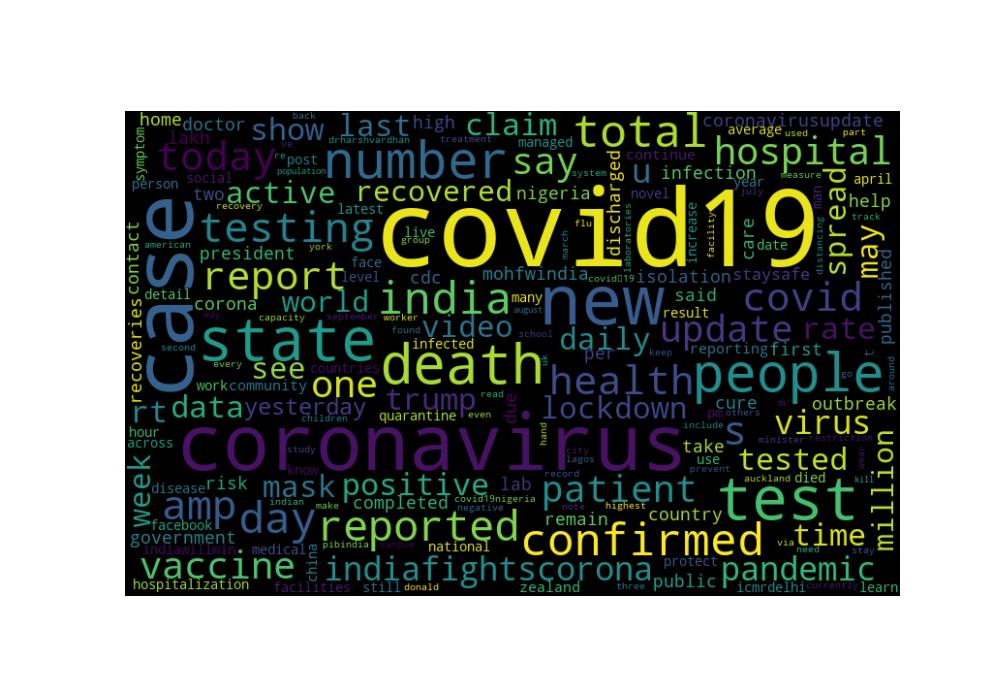 home doctor show last high claim total coronavirusupdate
back
symptom
drharshvardhan managed average used part
lakh today number say u hospital
treatment
social re post continue
ve
population system infection year measure
person two active recovered nigeria discharged novel man april
july help
recovery latest flu
case testing covid19 spread may
york live group laboratories increase facility care date track distancing
american president
contact report level face cdc mohfwindia covid19 isolation staysafe published
detail corona world india many new said covid
way capacity september worker august result
recoveries second state found video daily update rate
infected school per reporting first t
every see countries death uk health keep people go around
work community one trump read due lockdown cure dr
rt data yesterday quarantine even pm others outbreak
children hand s include minister restriction virus
hour across coronavirus take
study city use tested wear
know lagos record prevent auckland died kill
week disease risk mask positive lab patient test million
amp indian make completed covid19nigeria negative note highest country
facebook day reported remain confirmed via time
government national need stay
indiawillwin medical china pibindia people protect
vaccine indiafightscorona public pandemic
hospitalization facilities still donald zealand three icmrdelhi currently learn